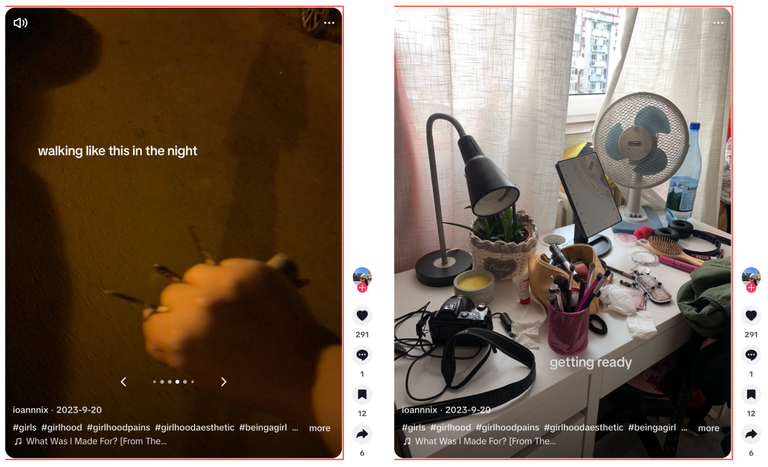 walking like this in the night
ioannnix · 2023-9-20
#girls #girlhood #girlhoodpains #girlhoodaesthetic #beingagirl ... more
What Was I Made For? [From The...
291
1
12
6
getting ready
ioannnix · 2023-9-20
#girls #girlhood #girlhoodpains #girlhoodaesthetic #beingagirl ... more
What Was I Made For? [From The...
291
1
12
6